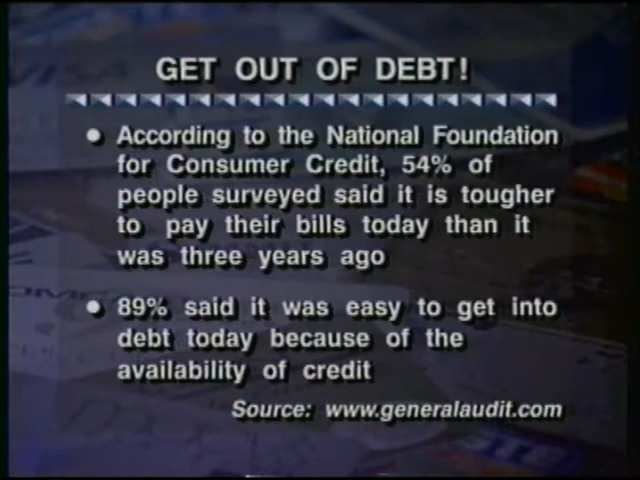 GET OUT OF DEBT!
● According to the National Foundation
for Consumer Credit, 54% of
people surveyed said it is tougher
to pay their bills today than it
was three years ago
● 89% said it was easy to get into
debt today because of the
availability of credit
Source: www.generalaudit.com